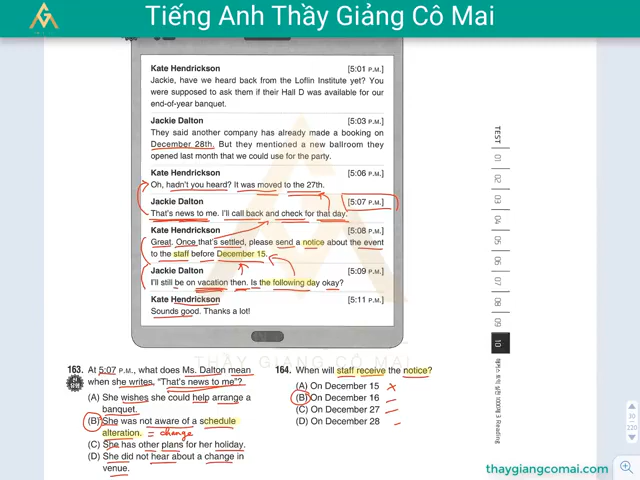 Tiếng Anh Thầy Giảng Cô Mai
Kate Hendrickson [5:01 P.M.]
Jackie, have we heard back from the Loflin Institute yet? You
were supposed to ask them if their Hall D was available for our
end-of-year banquet.
Jackie Dalton [5:03 P.M.]
They said another company has already made a booking on
December 28th. But they mentioned a new ballroom they
opened last month that we could use for the party.
Kate Hendrickson [5:06 P.M.]
Oh, hadn't you heard? It was moved to the 27th.
Jackie Dalton [5:07 P.M.]
That's news to me. I'll call back and check for that day.
Kate Hendrickson [5:08 P.M.]
Great. Once that's settled, please send a notice about the event
to the staff before December 15.
Jackie Dalton [5:09 P.M.]
I'll still be on vacation then. Is the following day okay?
Kate Hendrickson [5:11 P.M.]
Sounds good. Thanks a lot!
THAY GIANG CO MAI
163. At 5:07 P.M., what does Ms. Dalton mean
when she writes, "That's news to me"?
(A) She wishes she could help arrange a
banquet.
(B) She was not aware of a schedule
alteration. = change
(C) She has other plans for her holiday.
(D) She did not hear about a change in
venue.
164. When will staff receive the notice?
(A) On December 15
(B) On December 16
(C) On December 27
(D) On December 28
TEST
01
02
03
04
05
06
07
08
09
10
3 Reading
10
220
thaygiangcomai.com